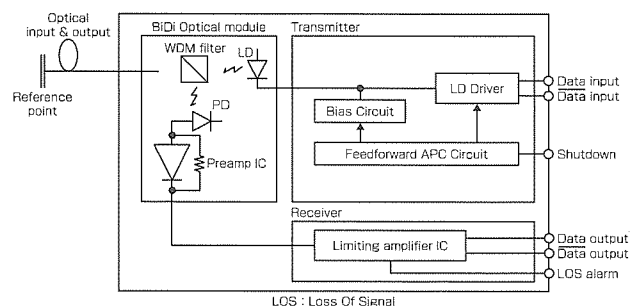 Optical
input & output
Reference
point
BiDi Optical module
WDM filter
LD
PD
Preamp IC
Transmitter
LD Driver
Bias Circuit
Feedforward APC Circuit
Data input
Data input
Shutdown
Receiver
Limiting amplifier IC
Data output
Data output
LOS alarm
LOS : Loss Of Signal